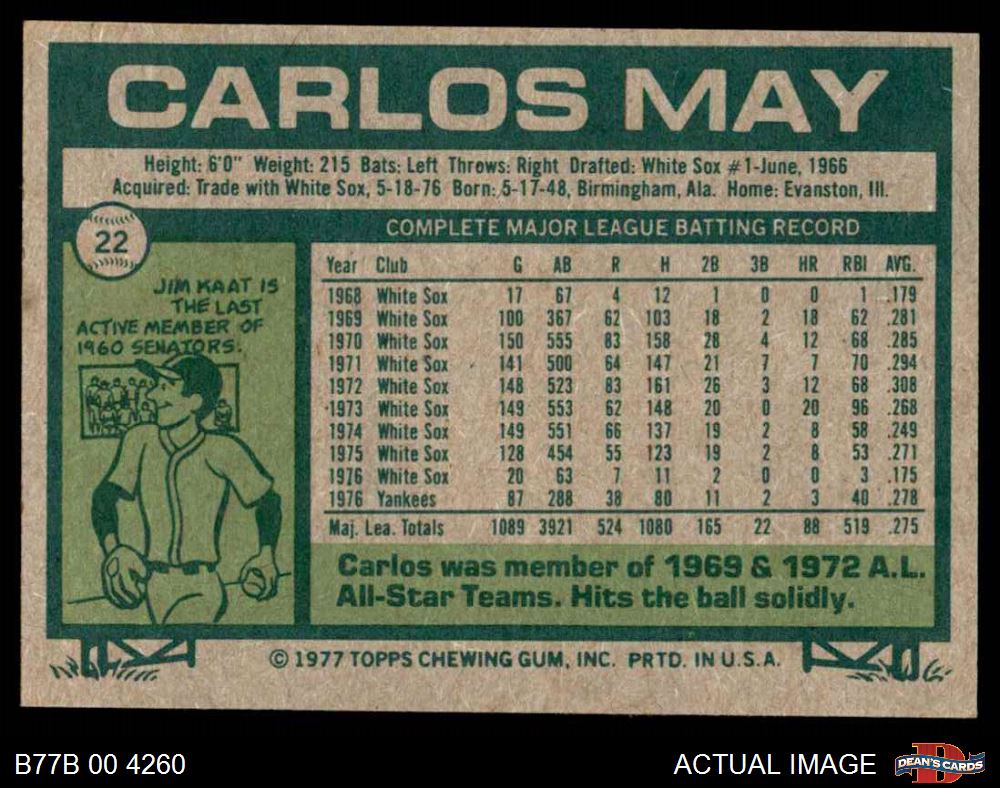 CARLOS MAY
Height: 6'0" Weight: 215 Bats: Left Throws: Right Drafted: White Sox #1-June, 1966
Acquired: Trade with White Sox, 5-18-76 Born: 5-17-48, Birmingham, Ala. Home: Evanston, Ill.
22
JIM KAAT IS
THE LAST
ACTIVE MEMBER OF
1960 SENATORS.
COMPLETE MAJOR LEAGUE BATTING RECORD
Year Club G AB R H 2B 3B HR RBI AVG.
1968 White Sox 17 67 4 12 1 0 0 1 .179
1969 White Sox 100 367 62 103 18 2 18 62 .281
1970 White Sox 150 555 83 158 28 4 12 68 .285
1971 White Sox 141 500 64 147 21 7 7 70 .294
1972 White Sox 148 523 83 161 26 3 12 68 .308
1973 White Sox 149 553 62 148 20 0 20 96 .268
1974 White Sox 149 551 66 137 19 2 8 58 .249
1975 White Sox 128 454 55 123 19 2 8 53 .271
1976 White Sox 20 63 7 11 2 0 0 3 .175
1976 Yankees 87 288 38 80 11 2 3 40 .278
Maj. Lea. Totals 1089 3921 524 1080 165 22 88 519 .275
Carlos was member of 1969 & 1972 A.L.
All-Star Teams. Hits the ball solidly.
© 1977 TOPPS CHEWING GUM, INC. PRTD. IN U.S.A.
B77B 00 4260
ACTUAL IMAGE
DEAN'S CARDS